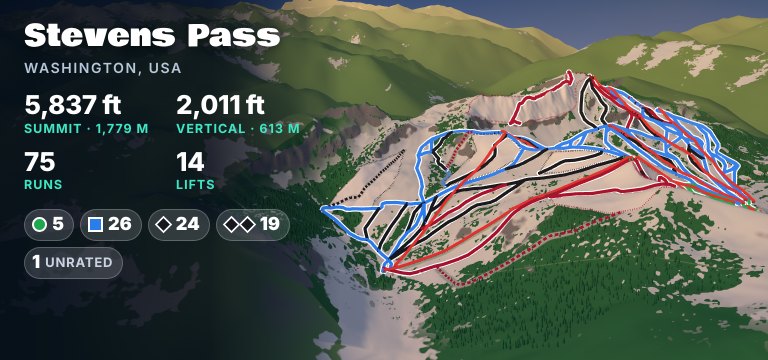 Stevens Pass
WASHINGTON, USA
5,837 ft 2,011 ft
SUMMIT · 1,779 M VERTICAL · 613 M
75 14
RUNS LIFTS
5 26 24 19
1 UNRATED